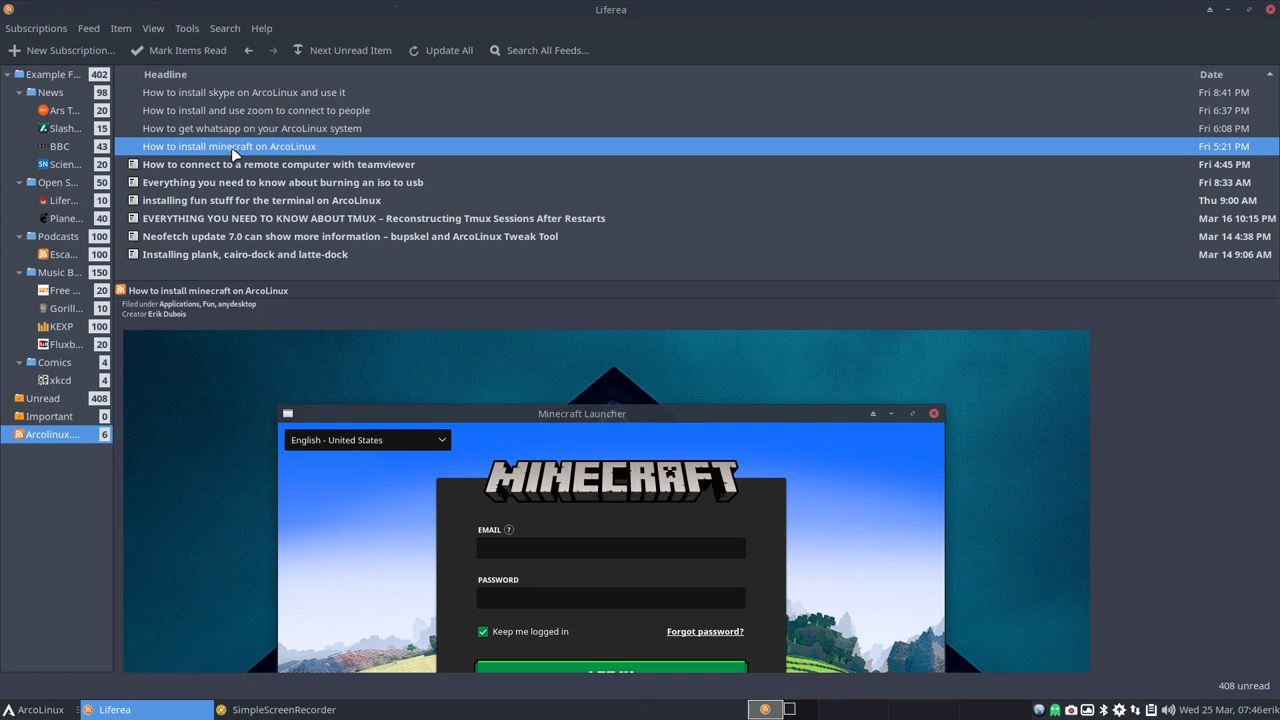 Liferea
Subscriptions Feed Item View Tools Search Help
New Subscription... Mark Items Read Next Unread Item Update All Search All Feeds...
Example F... 402
News 98
Ars T... 20
Slash... 15
BBC 43
Scien... 20
Open S... 50
Lifer... 10
Plane... 40
Podcasts 100
Esca... 100
Music B... 150
Free ... 20
Gorill... 10
KEXP 100
Fluxb... 20
Comics 4
xkcd 4
Unread 408
Important 0
Arcolinux.... 6
Headline Date
How to install skype on ArcoLinux and use it Fri 8:41 PM
How to install and use zoom to connect to people Fri 6:37 PM
How to get whatsapp on your ArcoLinux system Fri 6:08 PM
How to install minecraft on ArcoLinux Fri 5:21 PM
How to connect to a remote computer with teamviewer Fri 4:45 PM
Everything you need to know about burning an iso to usb Fri 8:33 AM
installing fun stuff for the terminal on ArcoLinux Thu 9:00 AM
EVERYTHING YOU NEED TO KNOW ABOUT TMUX – Reconstructing Tmux Sessions After Restarts Mar 16 10:15 PM
Neofetch update 7.0 can show more information – bupskel and ArcoLinux Tweak Tool Mar 14 4:38 PM
Installing plank, cairo-dock and latte-dock Mar 14 9:06 AM
How to install minecraft on ArcoLinux
Filed under Applications, Fun, anydesktop
Creator Erik Dubois
Minecraft Launcher
English - United States
MINECRAFT
EMAIL ?
PASSWORD
Keep me logged in Forgot password?
408 unread
ArcoLinux Liferea SimpleScreenRecorder Wed 25 Mar, 07:46 erik